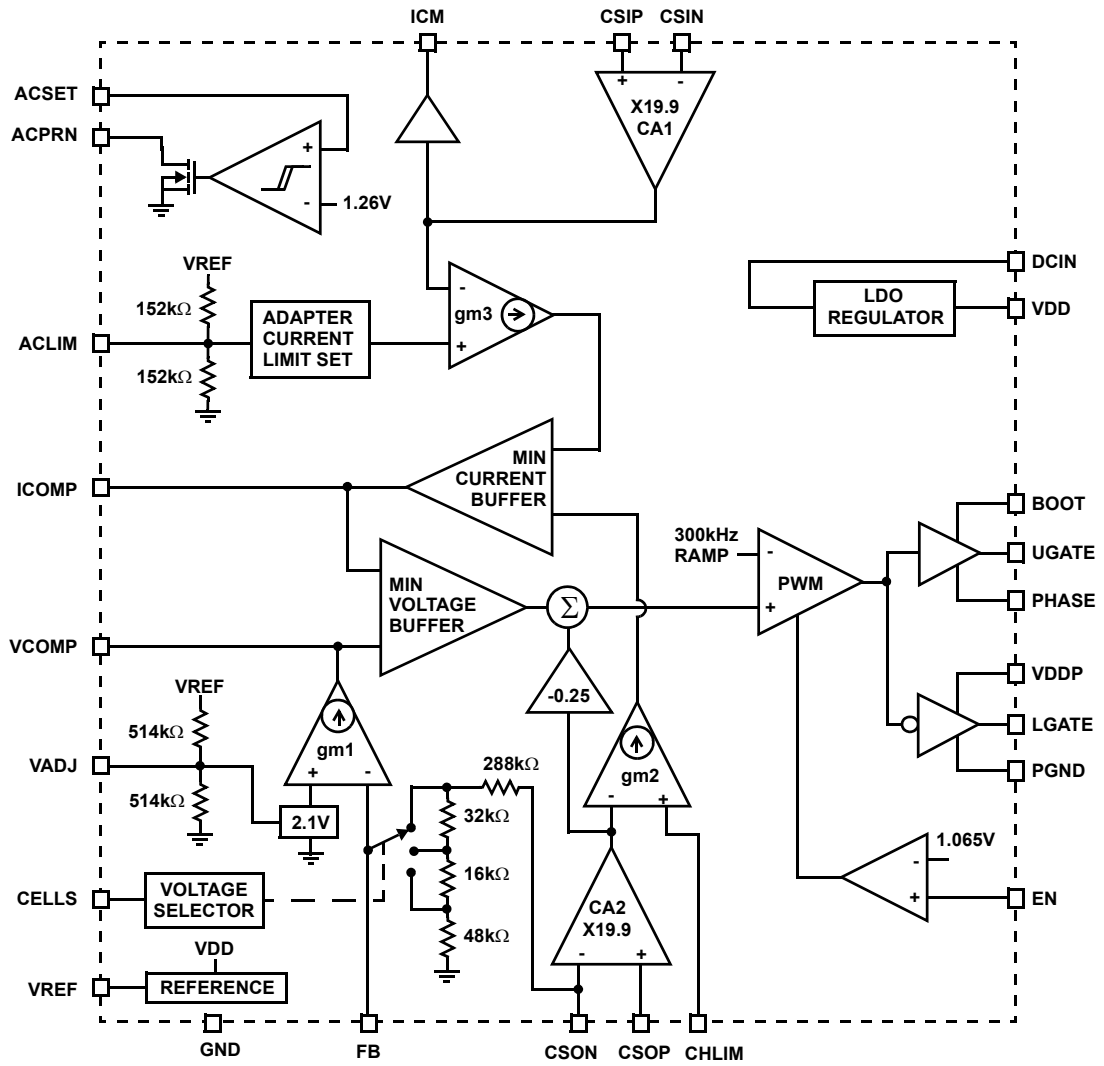 ICM
CSIP CSIN
ACSET
ACPRN
+
-
X19.9
CA1
+
-
1.26V
VREF
152kΩ
152kΩ
ACLIM
ADAPTER
CURRENT
LIMIT SET
-
gm3
+
DCIN
LDO
REGULATOR
VDD
ICOMP
MIN
CURRENT
BUFFER
MIN
VOLTAGE
BUFFER
Σ
300kHz
RAMP
-
PWM
+
BOOT
UGATE
PHASE
VCOMP
VREF
514kΩ
514kΩ
VADJ
gm1
+ -
2.1V
-0.25
gm2
- +
VDDP
LGATE
PGND
288kΩ
32kΩ
16kΩ
48kΩ
CELLS
VOLTAGE
SELECTOR
CA2
X19.9
- +
1.065V
-
+
EN
VDD
VREF
REFERENCE
GND
FB
CSON
CSOP
CHLIM